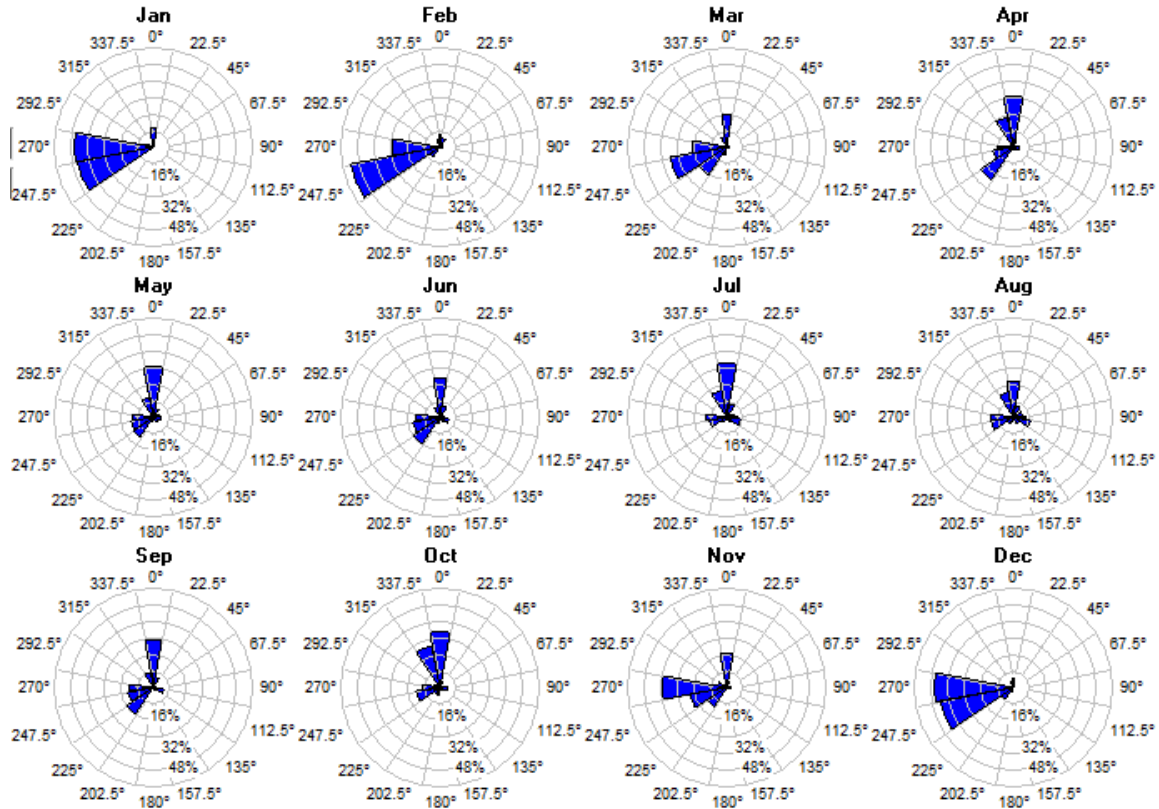 Jan Feb Mar Apr
337.5° 0° 22.5° 337.5° 0° 22.5° 337.5° 0° 22.5° 337.5° 0° 22.5°
315° 45° 315° 45° 315° 45° 315° 45°
292.5° 67.5° 292.5° 67.5° 292.5° 67.5° 292.5° 67.5°
270° 90° 270° 90° 270° 90° 270° 90°
16% 16% 16% 16%
247.5° 112.5° 247.5° 112.5° 247.5° 112.5° 247.5° 112.5°
32% 32% 32% 32%
225° 48% 135° 225° 48% 135° 225° 48% 135° 225° 48% 135°
202.5° 157.5° 202.5° 157.5° 202.5° 157.5° 202.5° 157.5°
180° 180° 180° 180°
May Jun Jul Aug
337.5° 0° 22.5° 337.5° 0° 22.5° 337.5° 0° 22.5° 337.5° 0° 22.5°
315° 45° 315° 45° 315° 45° 315° 45°
292.5° 67.5° 292.5° 67.5° 292.5° 67.5° 292.5° 67.5°
270° 90° 270° 90° 270° 90° 270° 90°
16% 16% 16% 16%
247.5° 112.5° 247.5° 112.5° 247.5° 112.5° 247.5° 112.5°
32% 32% 32% 32%
225° 48% 135° 225° 48% 135° 225° 48% 135° 225° 48% 135°
202.5° 157.5° 202.5° 157.5° 202.5° 157.5° 202.5° 157.5°
180° 180° 180° 180°
Sep Oct Nov Dec
337.5° 0° 22.5° 337.5° 0° 22.5° 337.5° 0° 22.5° 337.5° 0° 22.5°
315° 45° 315° 45° 315° 45° 315° 45°
292.5° 67.5° 292.5° 67.5° 292.5° 67.5° 292.5° 67.5°
270° 90° 270° 90° 270° 90° 270° 90°
16% 16% 16% 16%
247.5° 112.5° 247.5° 112.5° 247.5° 112.5° 247.5° 112.5°
32% 32% 32% 32%
225° 48% 135° 225° 48% 135° 225° 48% 135° 225° 48% 135°
202.5° 157.5° 202.5° 157.5° 202.5° 157.5° 202.5° 157.5°
180° 180° 180° 180°